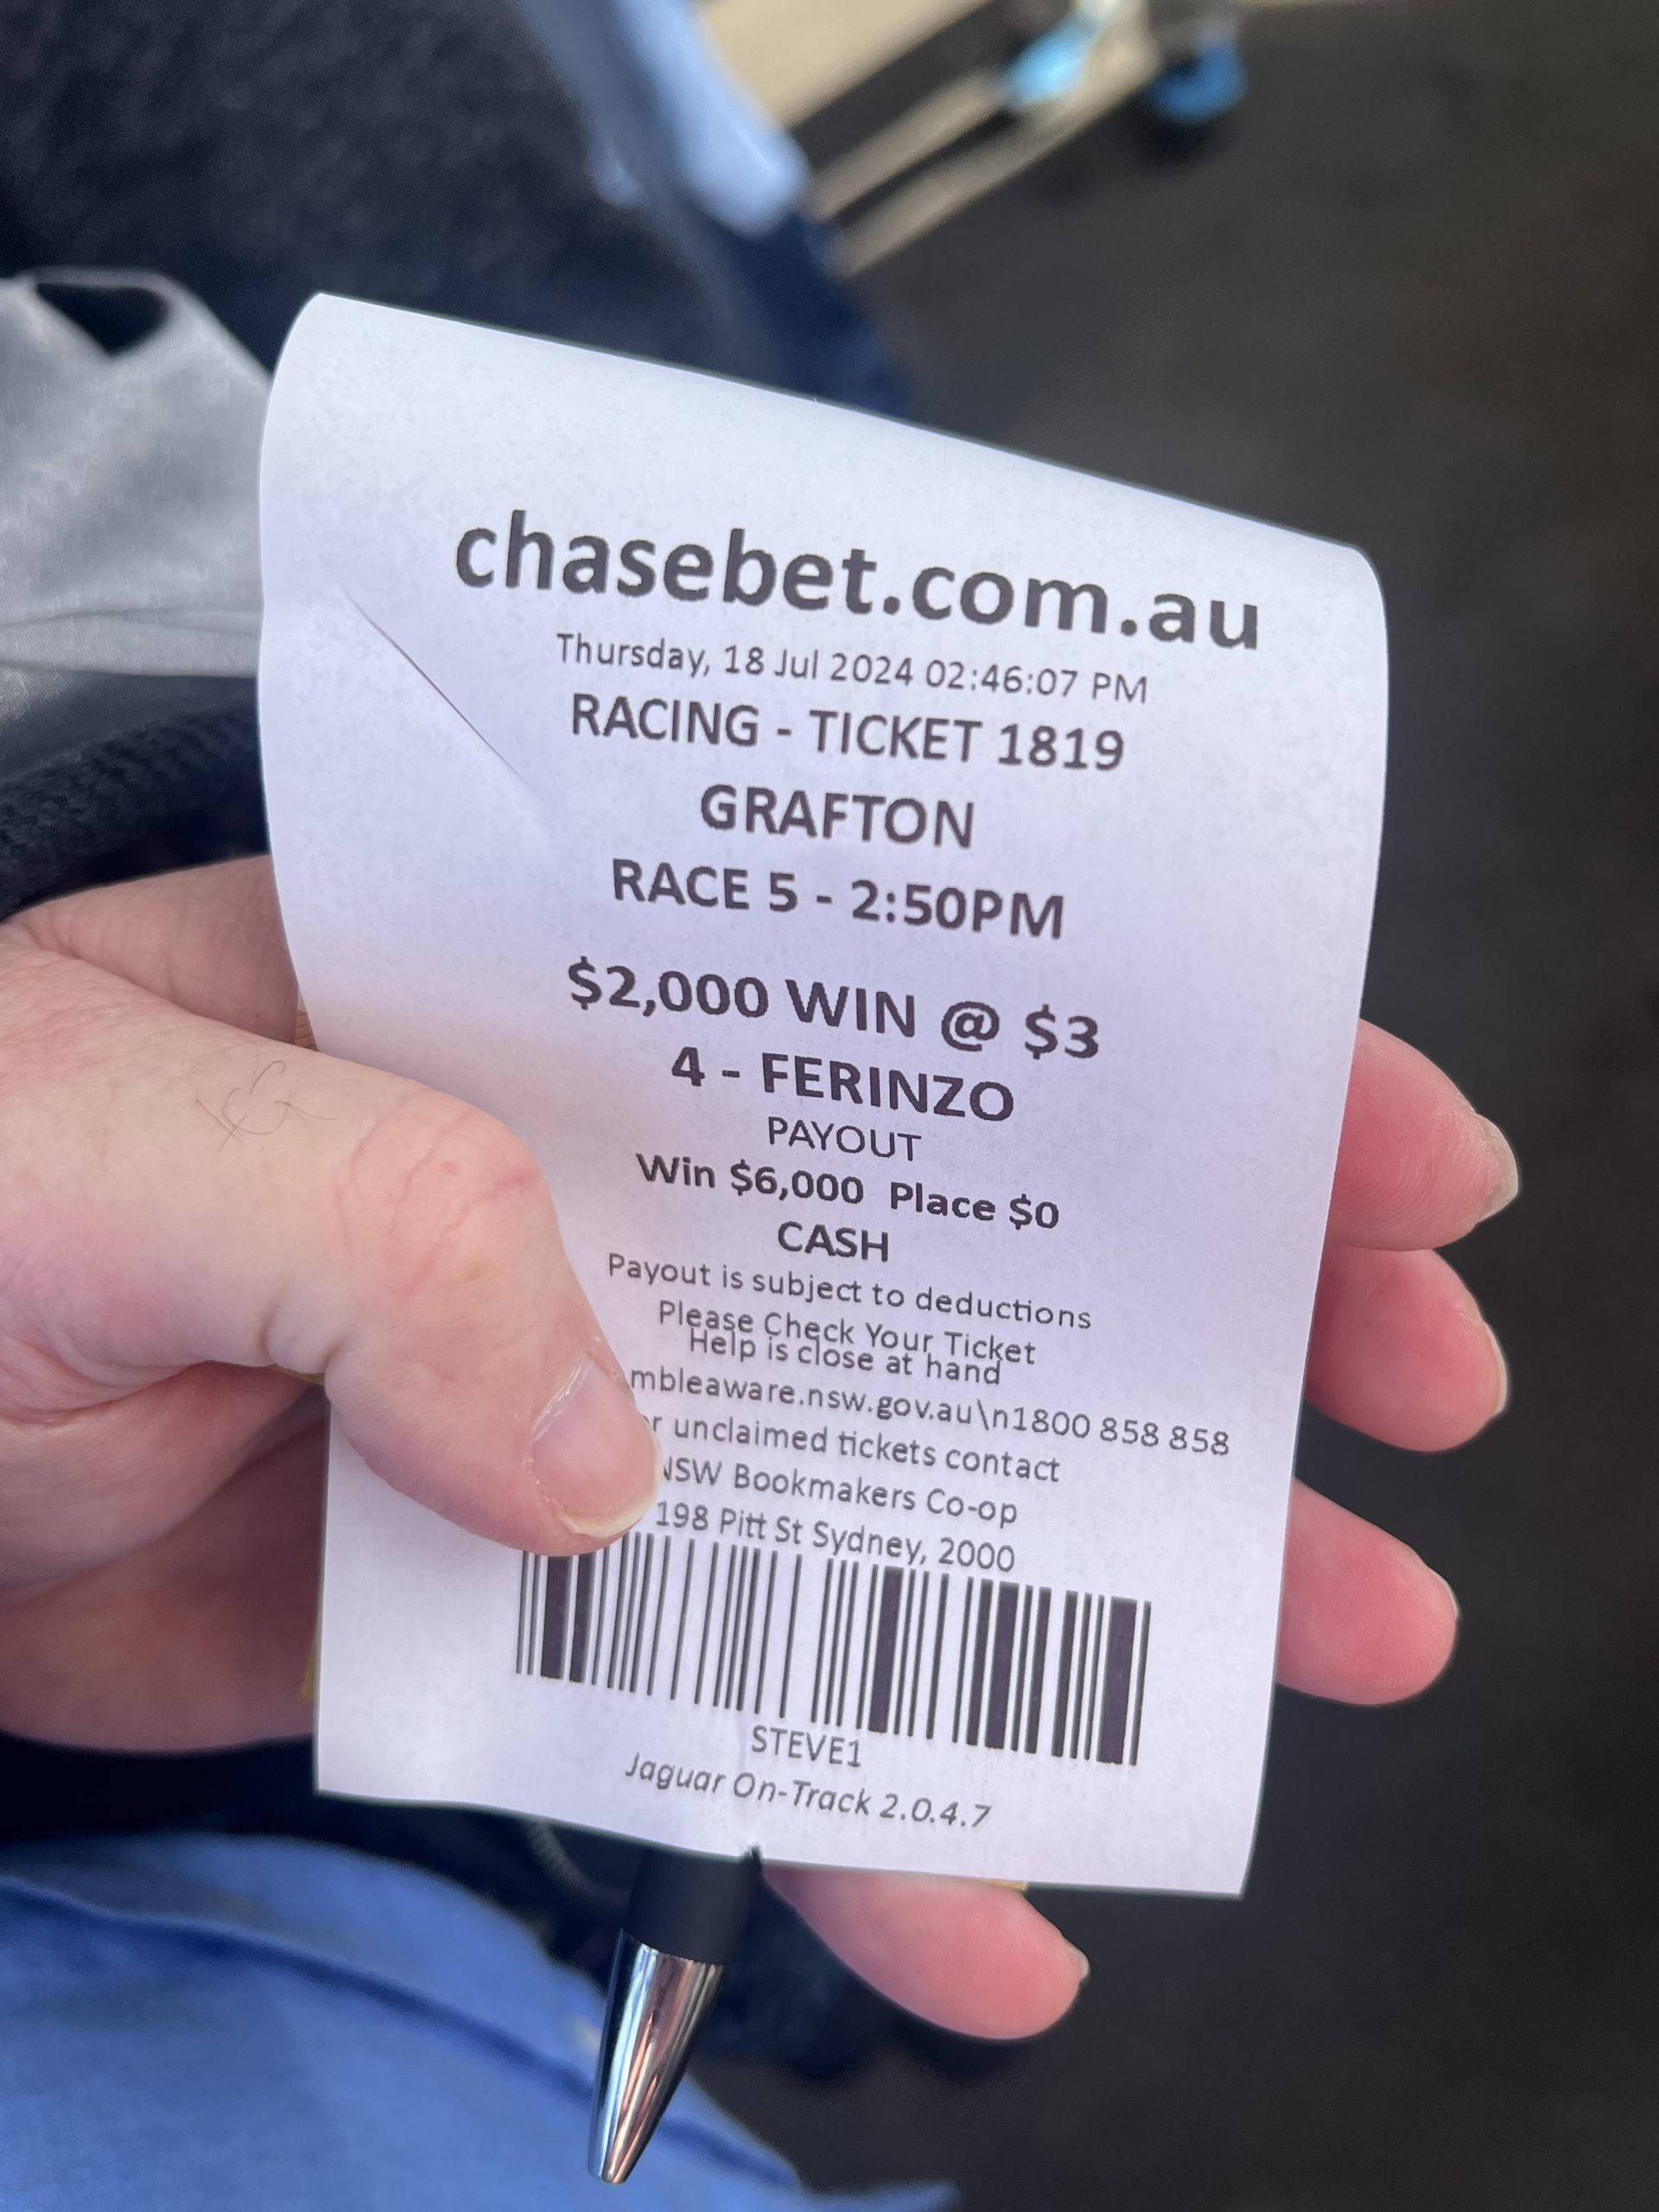 chasebet.com.au
Thursday, 18 Jul 2024 02:46:07 PM
RACING - TICKET 1819
GRAFTON
RACE 5 - 2:50PM
$2,000 WIN @ $3
4 - FERINZO
PAYOUT
Win $6,000 Place $0
CASH
Payout is subject to deductions
Please Check Your Ticket
Help is close at hand
mbleaware.nsw.gov.au\n1800 858 858
r unclaimed tickets contact
NSW Bookmakers Co-op
198 Pitt St Sydney, 2000
STEVE1
Jaguar On-Track 2.0.4.7